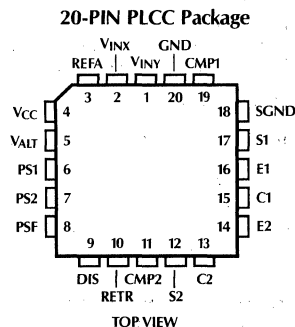 20-PIN PLCC Package
VINX GND
REFA VINY CMP1
3 2 1 20 19
VCC 4 18 SGND
VALT 5 17 S1
PS1 6 16 E1
PS2 7 15 C1
PSF 8 14 E2
9 10 11 12 13
DIS CMP2 C2
RETR S2
TOP VIEW